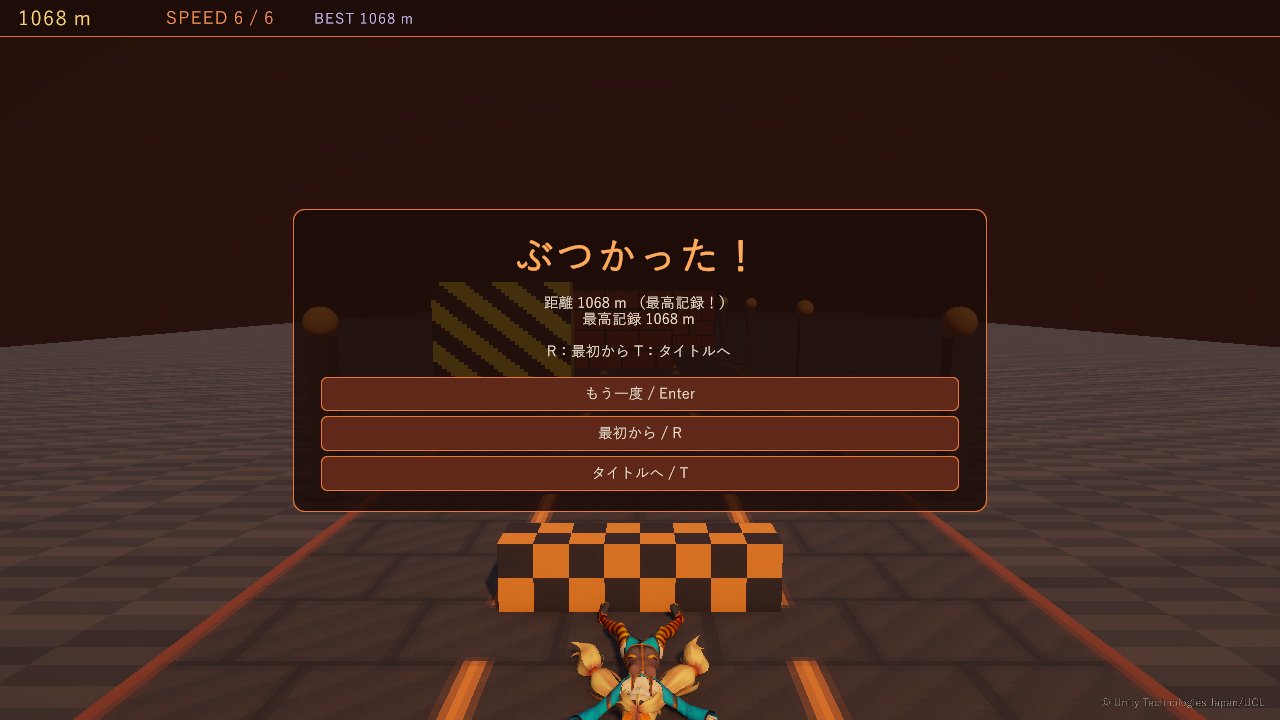 1068 m SPEED 6 / 6 BEST 1068 m
ぶつかった！
距離 1068 m （最高記録！）
最高記録 1068 m
R：最初から T：タイトルへ
もう一度 / Enter
最初から / R
タイトルへ / T
© Unity Technologies Japan/UCL